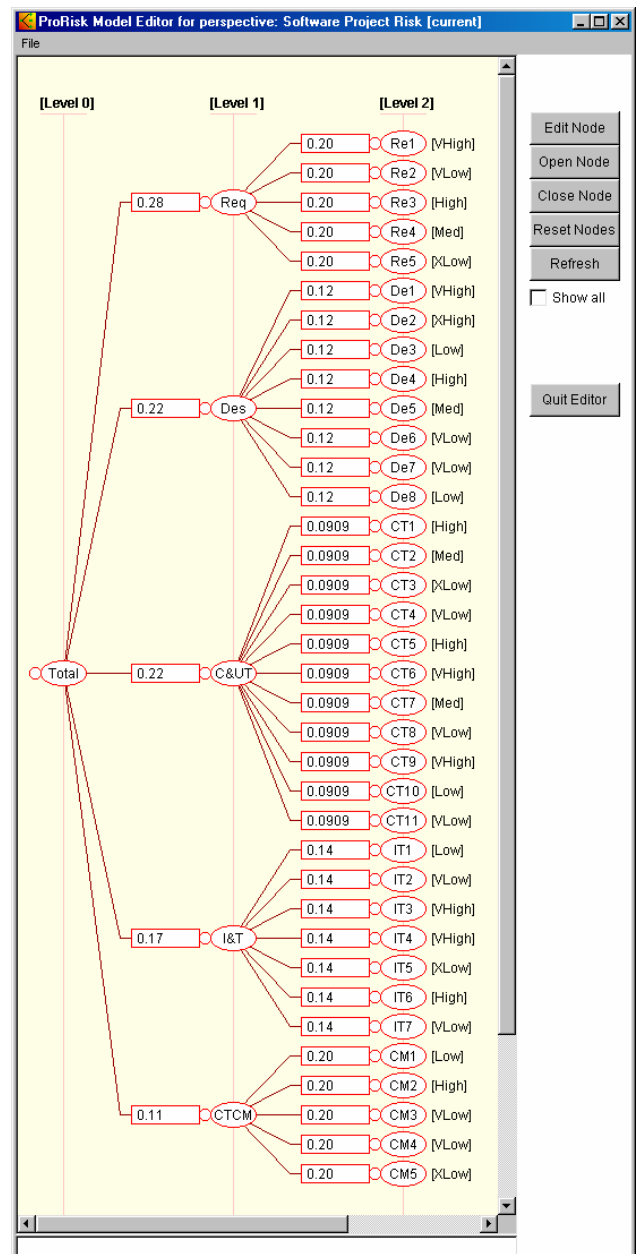 ProRisk Model Editor for perspective: Software Project Risk [current]
File
[Level 0] [Level 1] [Level 2]
0.20 Re1 [VHigh]
0.20 Re2 [VLow]
0.28 Req 0.20 Re3 [High]
0.20 Re4 [Med]
0.20 Re5 [XLow]
0.12 De1 [VHigh]
0.12 De2 [XHigh]
0.12 De3 [Low]
0.12 De4 [High]
0.22 Des 0.12 De5 [Med]
0.12 De6 [VLow]
0.12 De7 [VLow]
0.12 De8 [Low]
0.0909 CT1 [High]
0.0909 CT2 [Med]
0.0909 CT3 [XLow]
0.0909 CT4 [VLow]
0.0909 CT5 [High]
Total 0.22 C&UT 0.0909 CT6 [VHigh]
0.0909 CT7 [Med]
0.0909 CT8 [VLow]
0.0909 CT9 [VHigh]
0.0909 CT10 [Low]
0.0909 CT11 [VLow]
0.14 IT1 [Low]
0.14 IT2 [VLow]
0.14 IT3 [VHigh]
0.17 I&T 0.14 IT4 [VHigh]
0.14 IT5 [XLow]
0.14 IT6 [High]
0.14 IT7 [VLow]
0.20 CM1 [Low]
0.20 CM2 [High]
0.11 CTCM 0.20 CM3 [VLow]
0.20 CM4 [VLow]
0.20 CM5 [XLow]
Edit Node
Open Node
Close Node
Reset Nodes
Refresh
Show all
Quit Editor